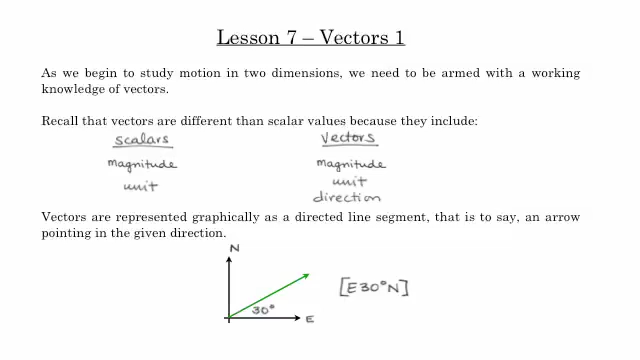 Lesson 7 – Vectors 1
As we begin to study motion in two dimensions, we need to be armed with a working
knowledge of vectors.
Recall that vectors are different than scalar values because they include:
scalars
vectors
magnitude
magnitude
unit
unit
direction
Vectors are represented graphically as a directed line segment, that is to say, an arrow
pointing in the given direction.
N
[E30°N]
30°
E